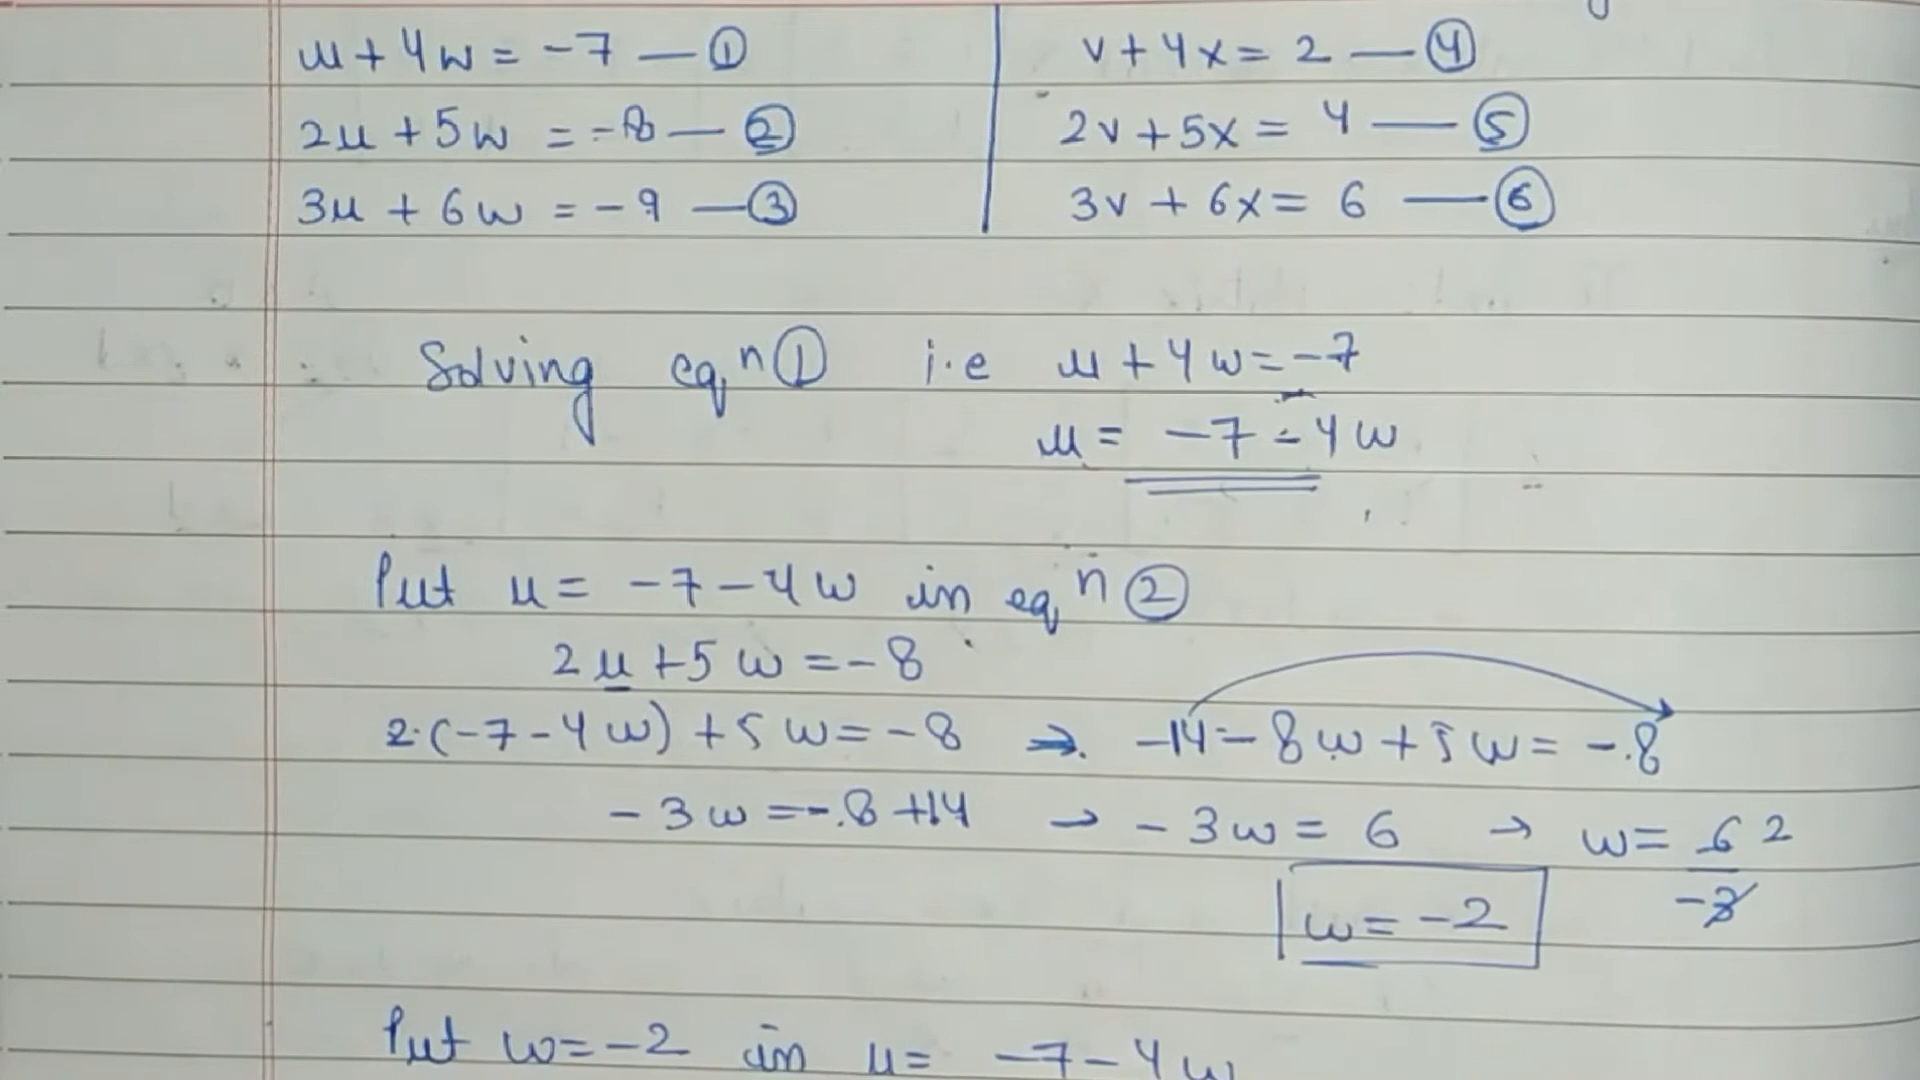 u + 4w = -7 — ①
2u + 5w = -8 — ②
3u + 6w = -9 — ③
v + 4x = 2 — ④
2v + 5x = 4 — ⑤
3v + 6x = 6 — ⑥
Solving eqⁿ ① i.e u + 4w = -7
u = -7 - 4w
Put u = -7 - 4w in eqⁿ ②
2u + 5w = -8
2·(-7 - 4w) + 5w = -8 → -14 - 8w + 5w = -8
-3w = -8 + 14 → -3w = 6 → w = 6 2 / -3
w = -2
Put w = -2 in u = -7 - 4w